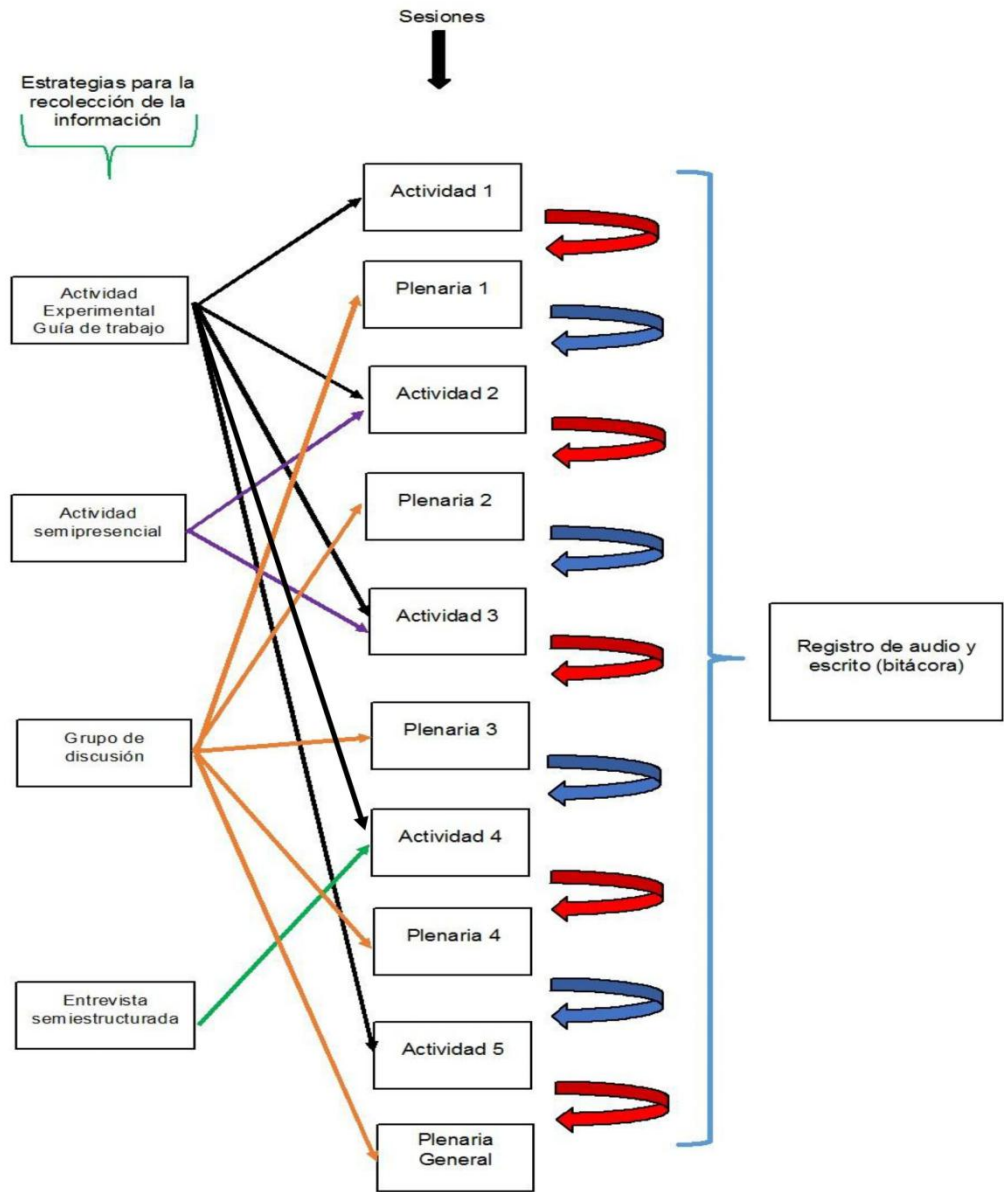 Sesiones
Estrategias para la
recolección de la
información
Actividad
Experimental
Guía de trabajo
Actividad
semipresencial
Grupo de
discusión
Entrevista
semiestructurada
Actividad 1
Plenaria 1
Actividad 2
Plenaria 2
Actividad 3
Plenaria 3
Actividad 4
Plenaria 4
Actividad 5
Plenaria
General
Registro de audio y
escrito (bitácora)